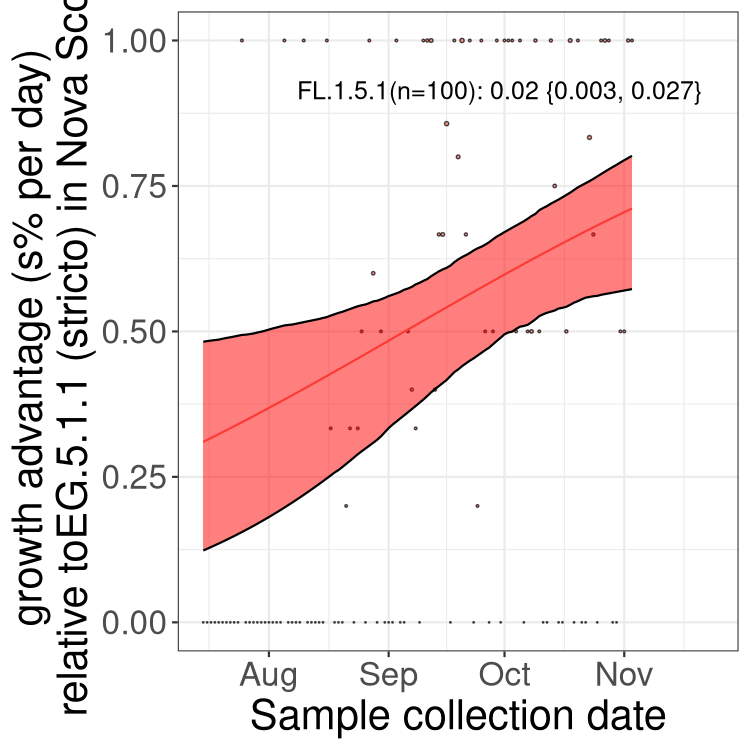 growth advantage (s% per day)
relative toEG.5.1.1 (stricto) in Nova Sco
1.00
0.75
0.50
0.25
0.00
FL.1.5.1(n=100): 0.02 {0.003, 0.027}
Aug Sep Oct Nov
Sample collection date